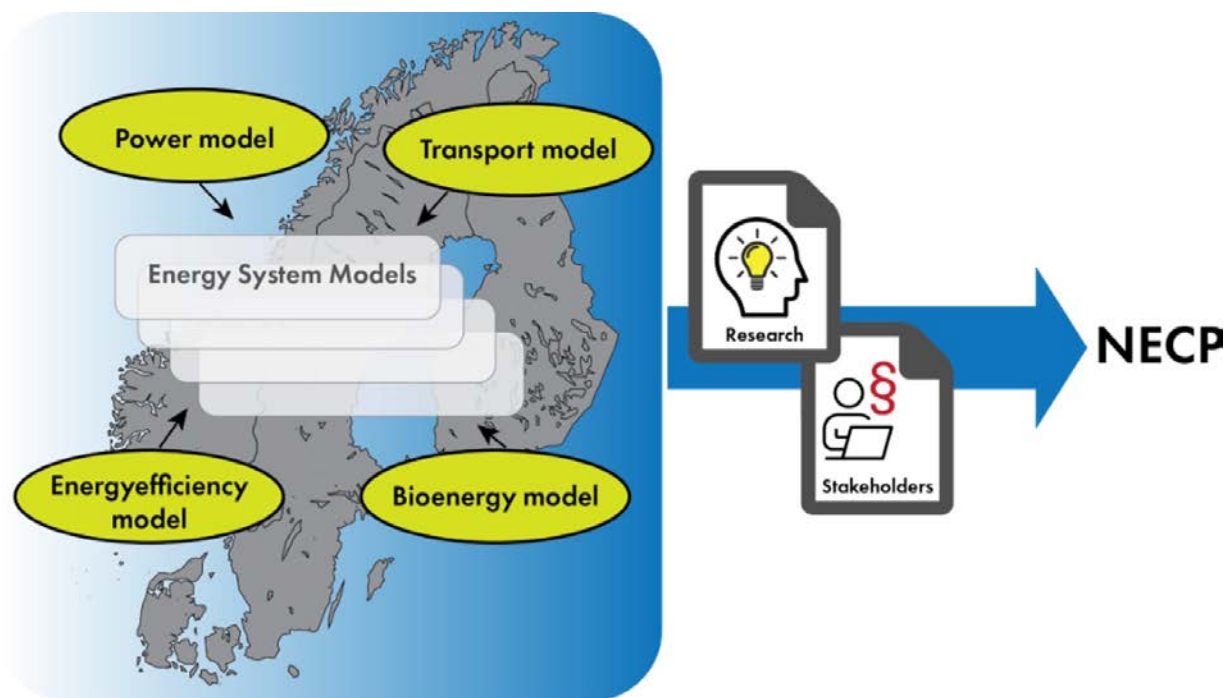 Power model
Transport model
Energy System Models
Energyefficiency
model
Bioenergy model
Research
§
Stakeholders
NECP